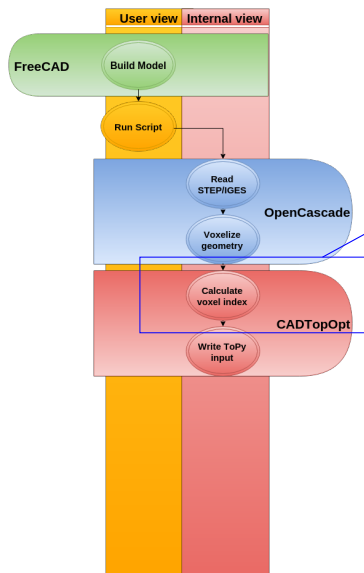 User view Internal view
FreeCAD
Build Model
Run Script
Read
STEP/IGES
OpenCascade
Voxelize
geometry
Calculate
voxel index
CADTopOpt
Write ToPy
input